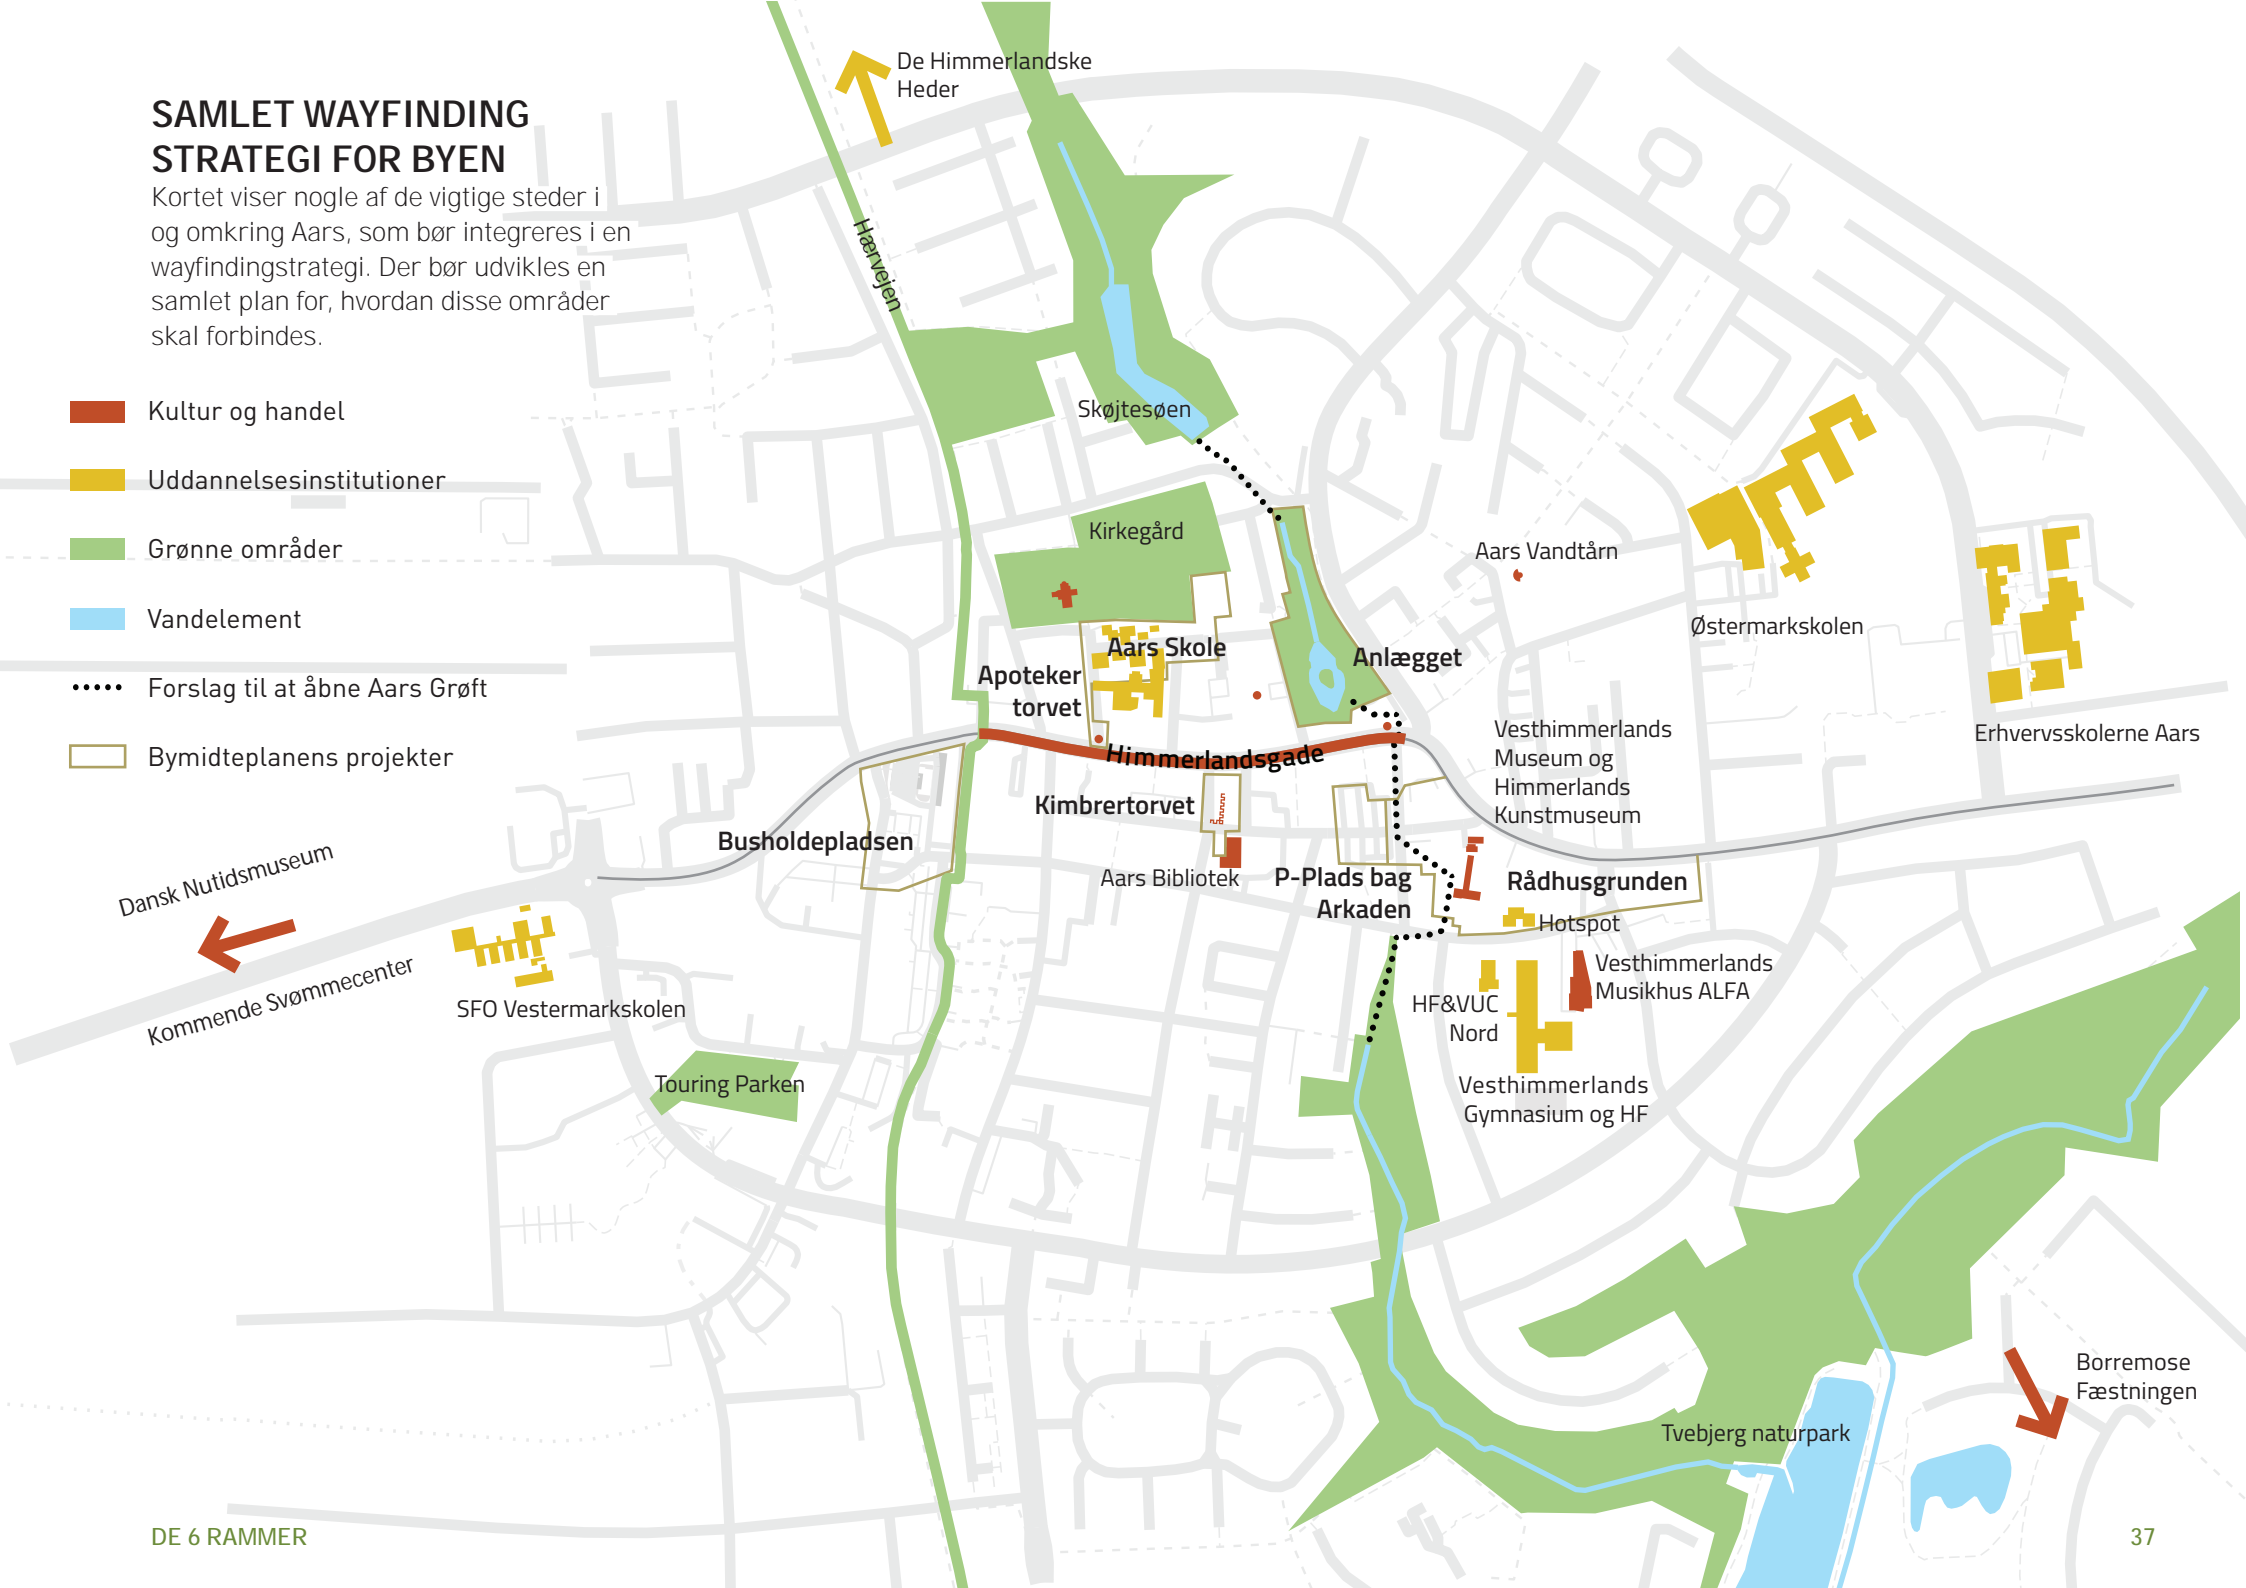 SAMLET WAYFINDING
STRATEGI FOR BYEN
Kortet viser nogle af de vigtige steder i
og omkring Aars, som bør integreres i en
wayfindingstrategi. Der bør udvikles en
samlet plan for, hvordan disse områder
skal forbindes.
Kultur og handel
Uddannelsesinstitutioner
Grønne områder
Vandelement
Forslag til at åbne Aars Grøft
Bymidteplanens projekter
De Himmerlandske
Heder
Hærvejen
Skøjtesøen
Kirkegård
Aars Vandtårn
Østermarkskolen
Aars Skole
Anlægget
Apoteker
torvet
Erhvervsskolerne Aars
Himmerlandsgade
Vesthimmerlands
Museum og
Himmerlands
Kunstmuseum
Kimbrertorvet
Busholdepladsen
Aars Bibliotek
P-Plads bag
Arkaden
Rådhusgrunden
Hotspot
Dansk Nutidsmuseum
Kommende Svømmecenter
SFO Vestermarkskolen
Vesthimmerlands
Musikhus ALFA
HF&VUC
Nord
Touring Parken
Vesthimmerlands
Gymnasium og HF
Borremose
Fæstningen
Tvebjerg naturpark
DE 6 RAMMER
37